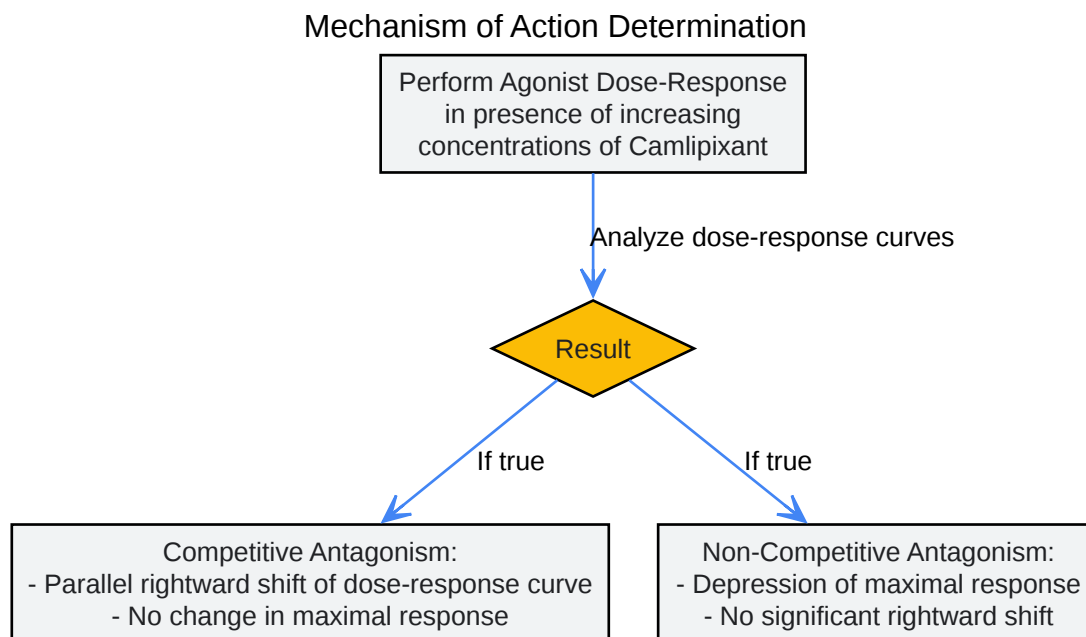 Mechanism of Action Determination
Perform Agonist Dose-Response
in presence of increasing
concentrations of Camlipixant
Analyze dose-response curves
Result
If true
If true
Competitive Antagonism:
- Parallel rightward shift of dose-response curve
- No change in maximal response
Non-Competitive Antagonism:
- Depression of maximal response
- No significant rightward shift